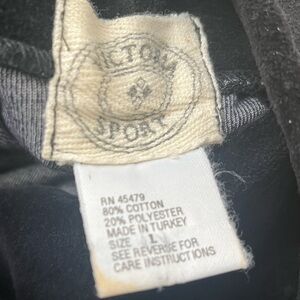 VICTORIA
SPORT
RN 45479
80% COTTON
20% POLYESTER
MADE IN TURKEY
SIZE L
SEE REVERSE FOR
CARE INSTRUCTIONS